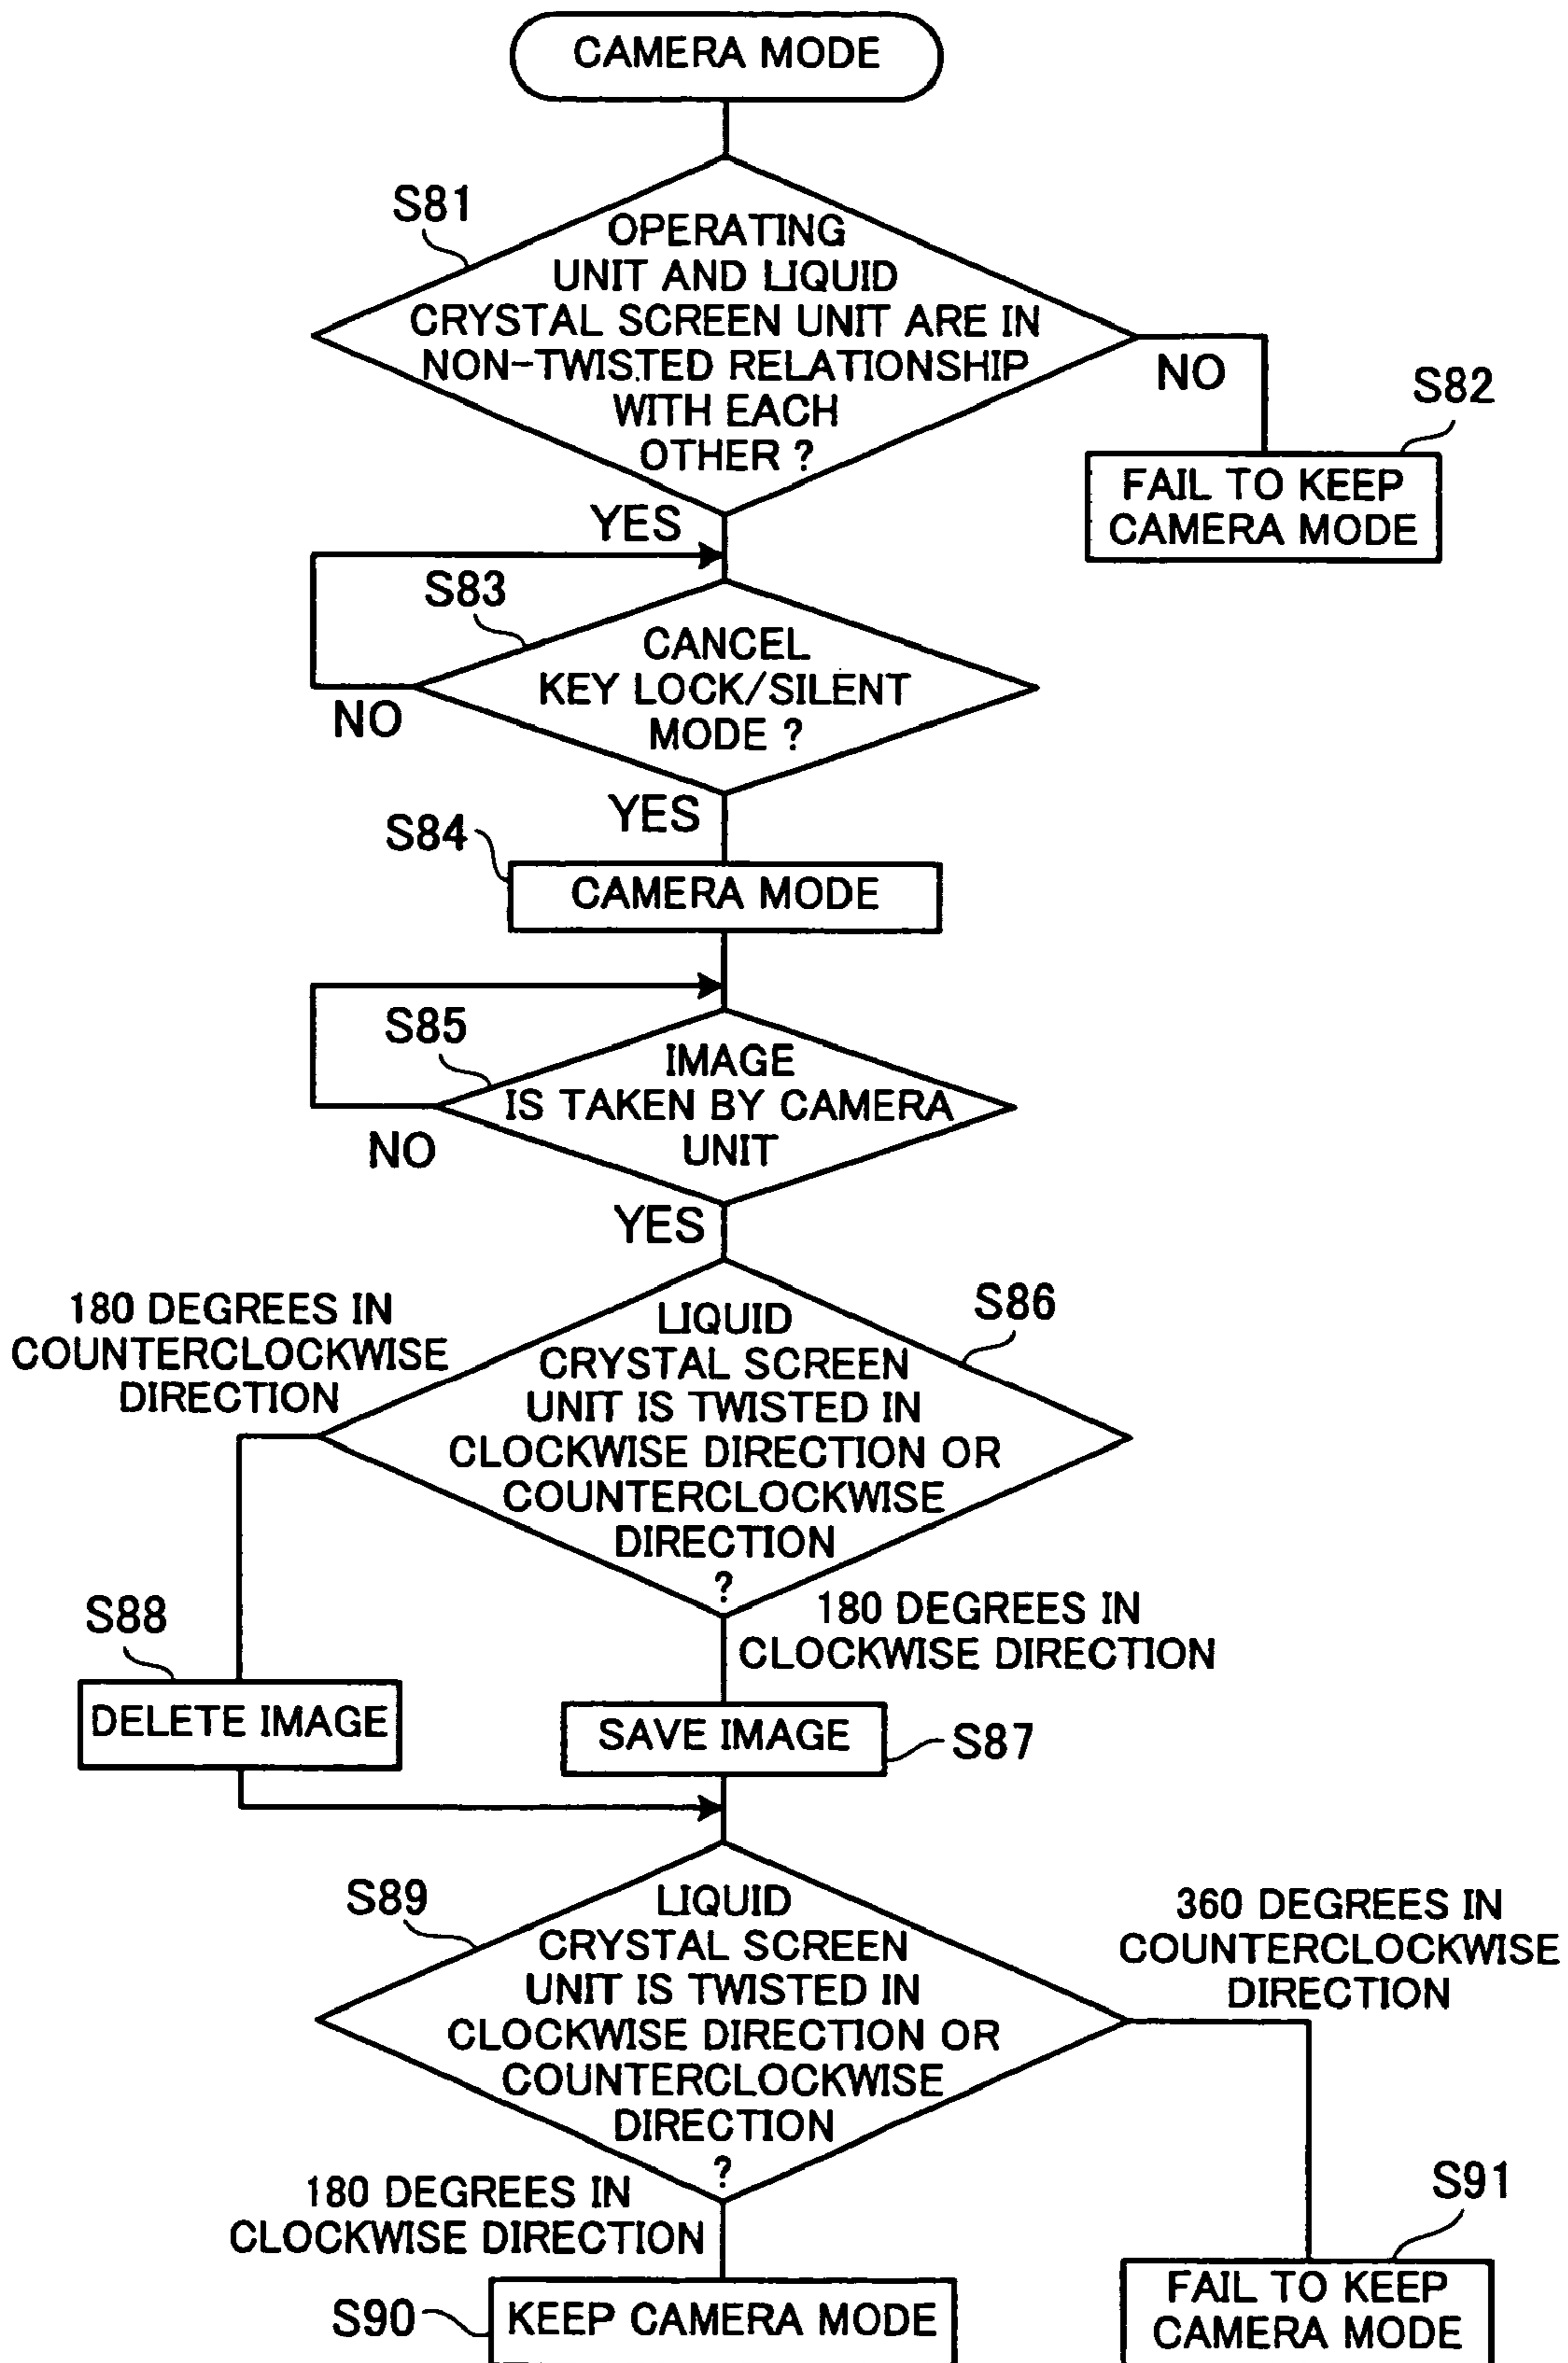 CAMERA MODE
S81
OPERATING
UNIT AND LIQUID
CRYSTAL SCREEN UNIT ARE IN
NON-TWISTED RELATIONSHIP
WITH EACH
OTHER ?
NO
S82
FAIL TO KEEP
CAMERA MODE
YES
S83
CANCEL
KEY LOCK/SILENT
MODE ?
NO
YES
S84
CAMERA MODE
S85
IMAGE
IS TAKEN BY CAMERA
UNIT
NO
YES
180 DEGREES IN
COUNTERCLOCKWISE
DIRECTION
S86
LIQUID
CRYSTAL SCREEN
UNIT IS TWISTED IN
CLOCKWISE DIRECTION OR
COUNTERCLOCKWISE
DIRECTION
?
180 DEGREES IN
CLOCKWISE DIRECTION
S88
DELETE IMAGE
SAVE IMAGE
S87
S89
LIQUID
CRYSTAL SCREEN
UNIT IS TWISTED IN
CLOCKWISE DIRECTION OR
COUNTERCLOCKWISE
DIRECTION
?
360 DEGREES IN
COUNTERCLOCKWISE
DIRECTION
180 DEGREES IN
CLOCKWISE DIRECTION
S90
KEEP CAMERA MODE
S91
FAIL TO KEEP
CAMERA MODE